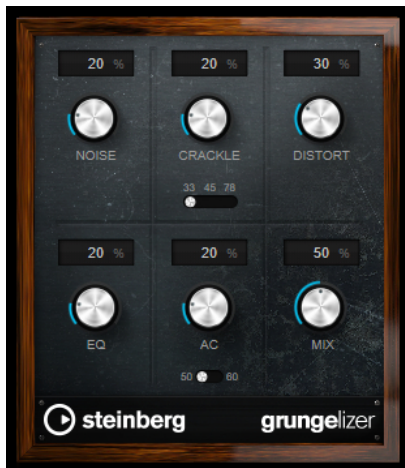 20 % 20 % 30 %
NOISE CRACKLE DISTORT
33 45 78
20 % 20 % 50 %
EQ AC MIX
50 60
steinberg grungelizer